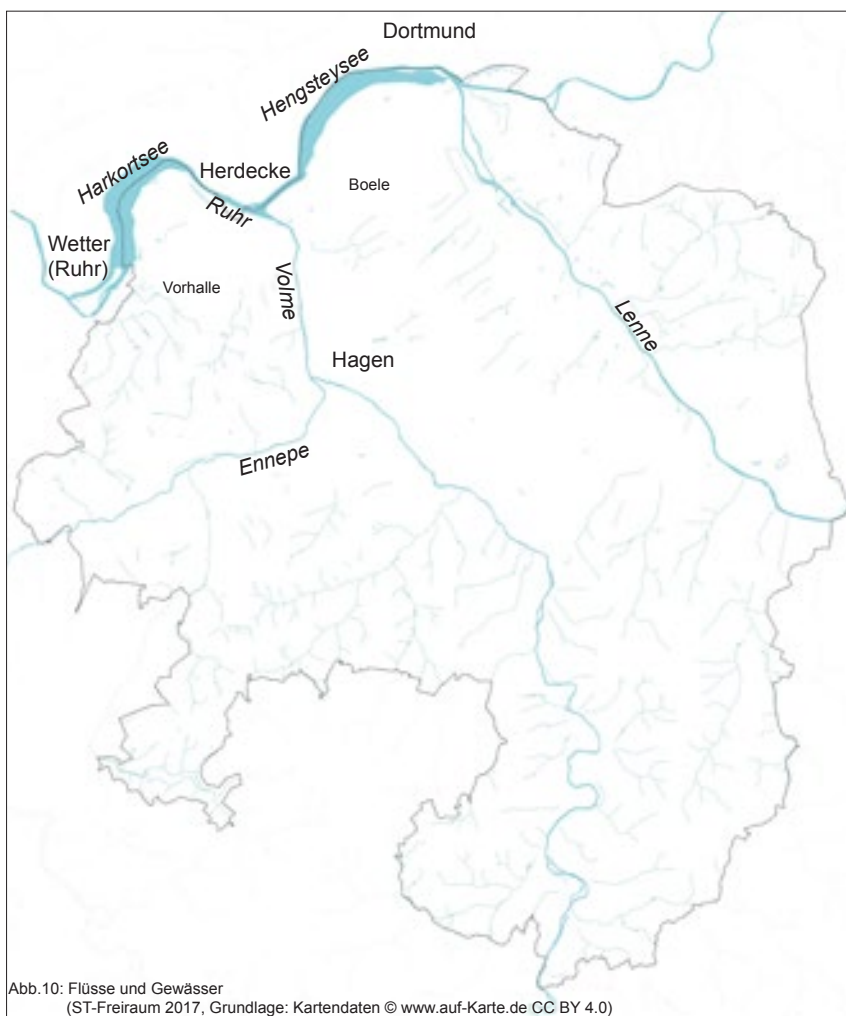 Dortmund
Hengsteysee
Harkortsee
Herdecke
Boele
Ruhr
Wetter
(Ruhr)
Vorhalle
Volme
Lenne
Hagen
Ennepe
Abb.10: Flüsse und Gewässer
(ST-Freiraum 2017, Grundlage: Kartendaten © www.auf-Karte.de CC BY 4.0)